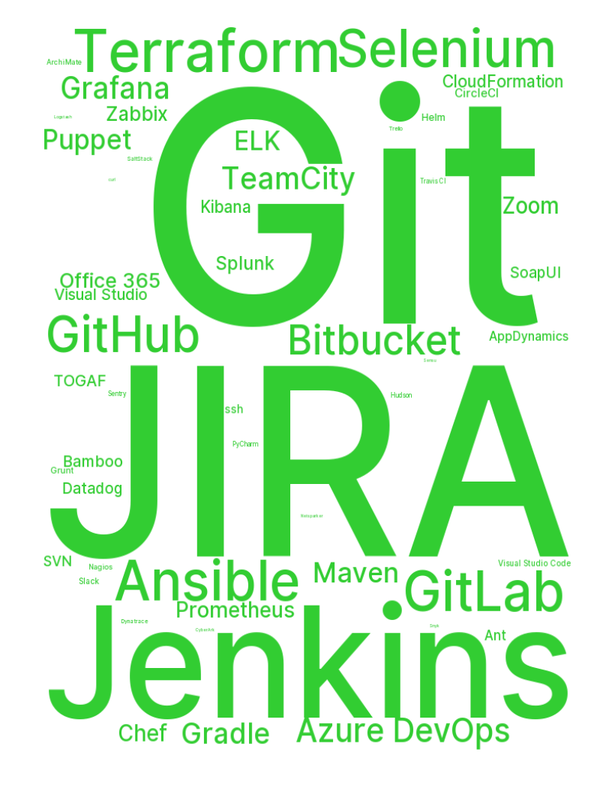 Terraform
Selenium
ArchiMate
Grafana
CloudFormation
CircleCI
Zabbix
Helm
Trello
Puppet
ELK
SaltStack
TeamCity
Travis CI
Git
Kibana
Zoom
Splunk
SoapUI
Office 365
Visual Studio
GitHub
Bitbucket
AppDynamics
TOGAF
Sentry
Hudson
ssh
PyCharm
JIRA
Bamboo
Grunt
Datadog
SVN
Nagios
Slack
Ansible
Maven
Visual Studio Code
GitLab
Prometheus
Dynatrace
Ant
Jenkins
Chef
Gradle
Azure DevOps